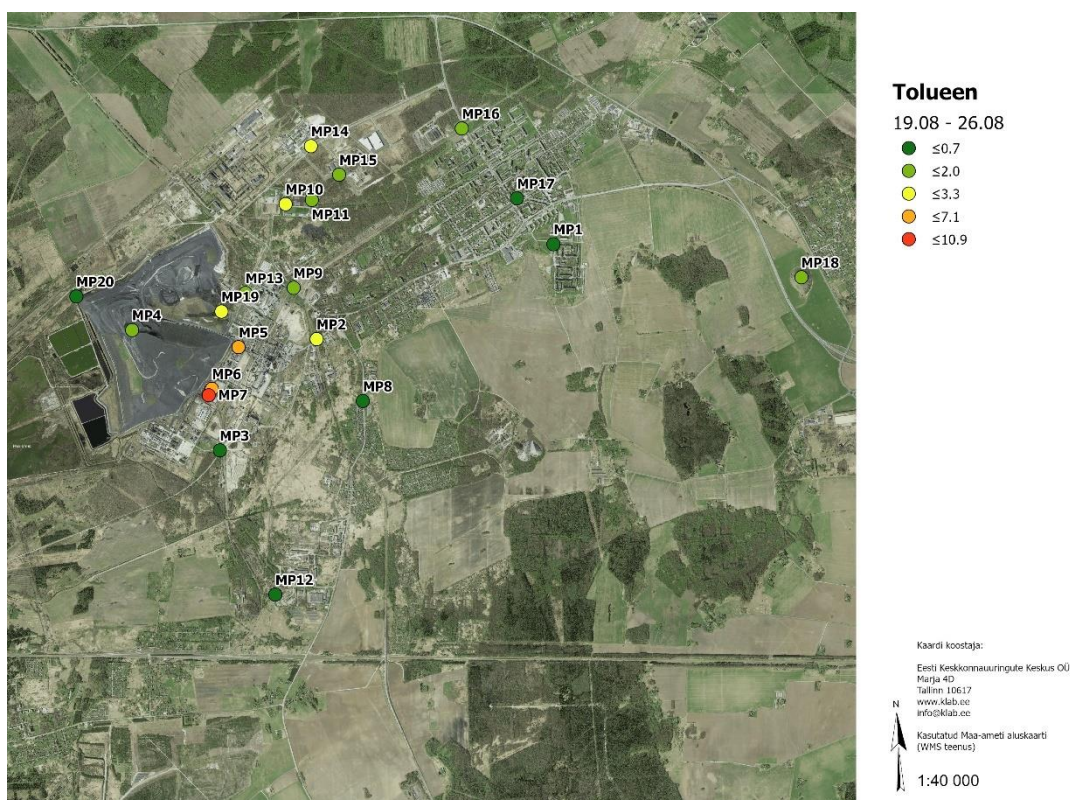 Tolueen
19.08 - 26.08
≤0.7
≤2.0
≤3.3
≤7.1
≤10.9
MP16
MP14
MP15
MP10
MP11
MP17
MP1
MP18
MP20
MP13
MP9
MP19
MP4
MP5
MP2
MP6
MP7
MP8
MP3
MP12
Kaardi koostaja:
Eesti Keskkonnauuringute Keskus OÜ
Marja 4D
Tallinn 10617
www.klab.ee
info@klab.ee
Kasutatud Maa-ameti aluskaarti
(WMS teenus)
N
1:40 000